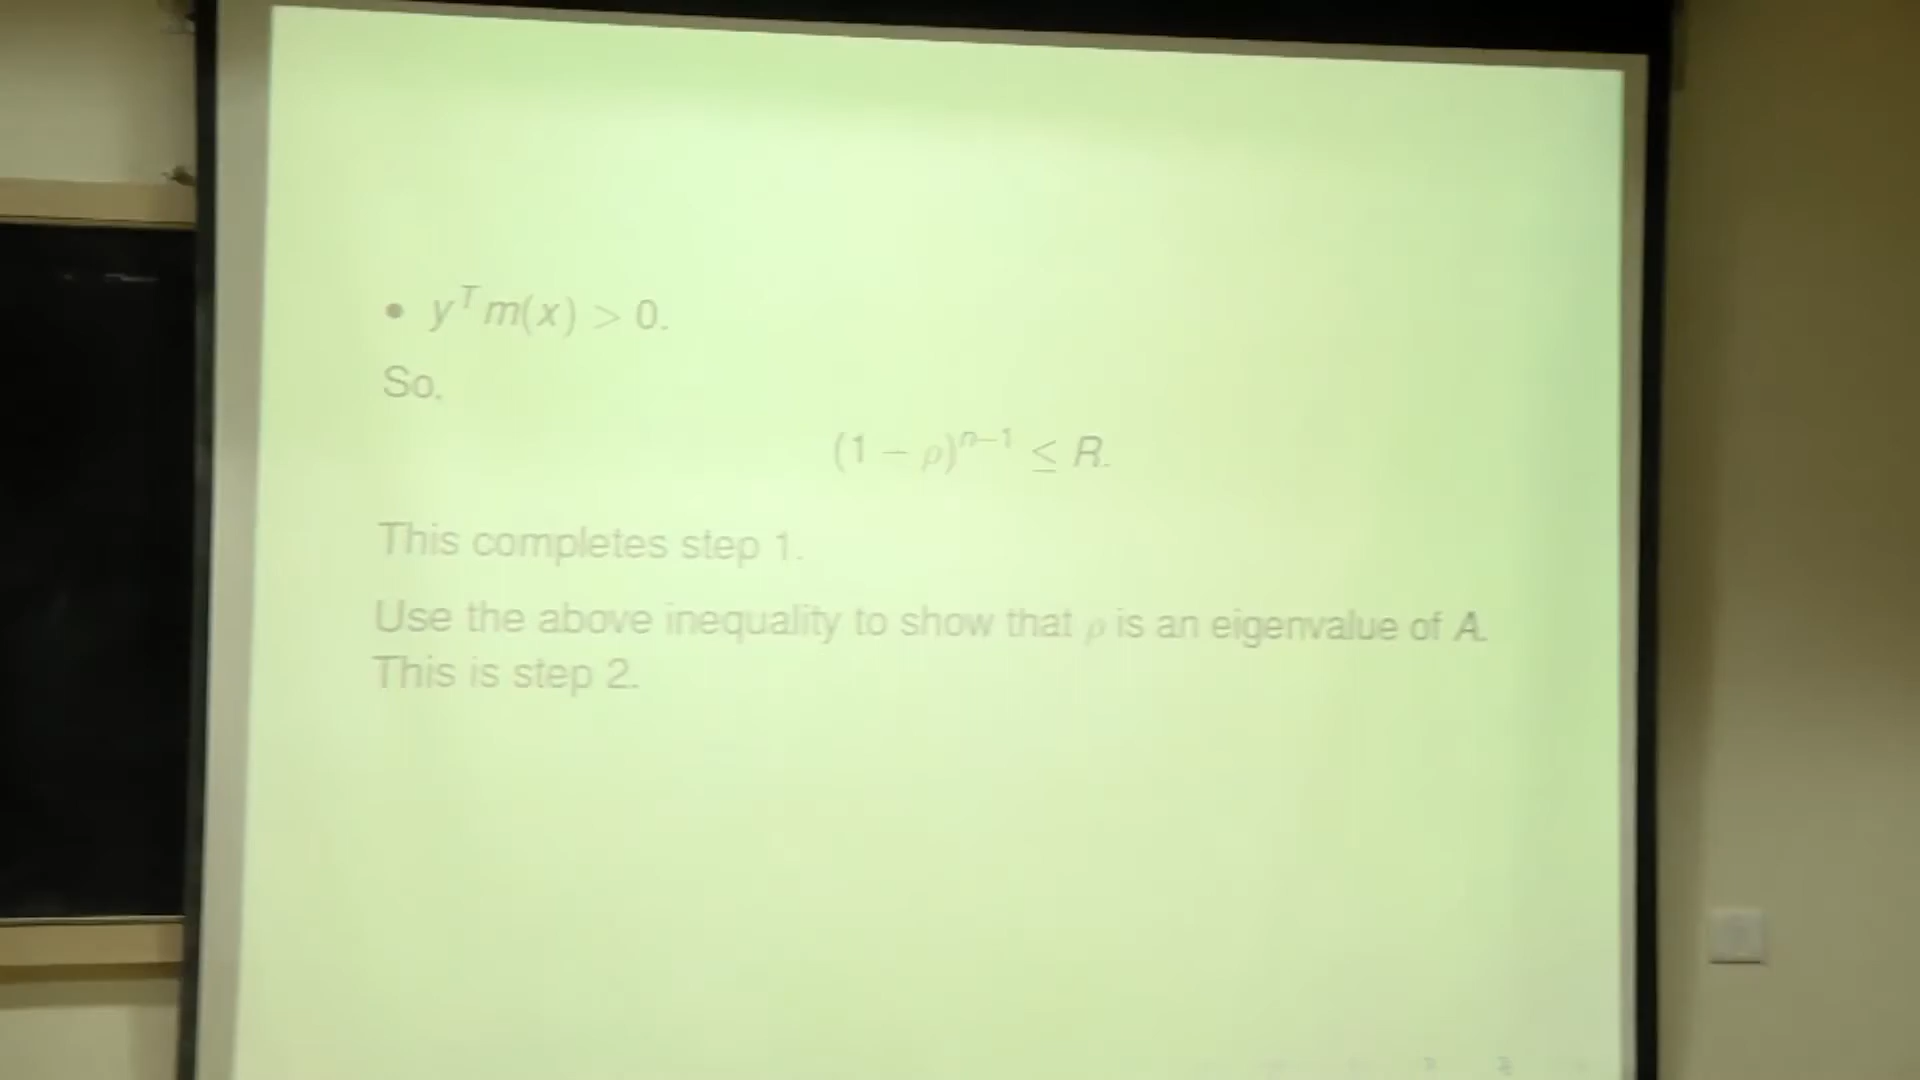 • y^T m(x) > 0.
So,
(1 − ρ)^{n−1} ≤ R.
This completes step 1.
Use the above inequality to show that ρ is an eigenvalue of A.
This is step 2.